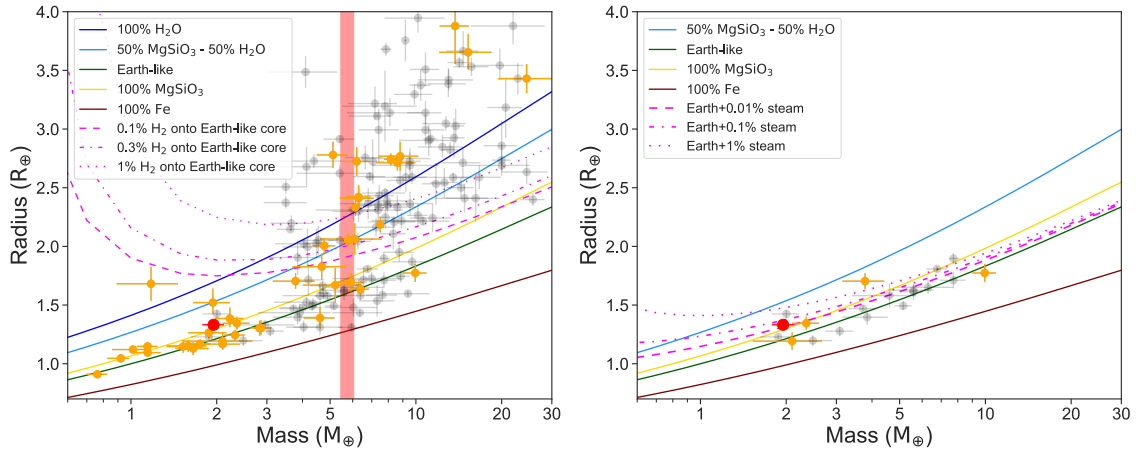 100% H₂O
50% MgSiO₃ - 50% H₂O
Earth-like
100% MgSiO₃
100% Fe
0.1% H₂ onto Earth-like core
0.3% H₂ onto Earth-like core
1% H₂ onto Earth-like core
4.0
3.5
3.0
2.5
2.0
1.5
1.0
Radius (R⊕)
1
2
3
5
10
20
30
Mass (M⊕)
50% MgSiO₃ - 50% H₂O
Earth-like
100% MgSiO₃
100% Fe
Earth+0.01% steam
Earth+0.1% steam
Earth+1% steam
4.0
3.5
3.0
2.5
2.0
1.5
1.0
Radius (R⊕)
1
2
3
5
10
20
30
Mass (M⊕)